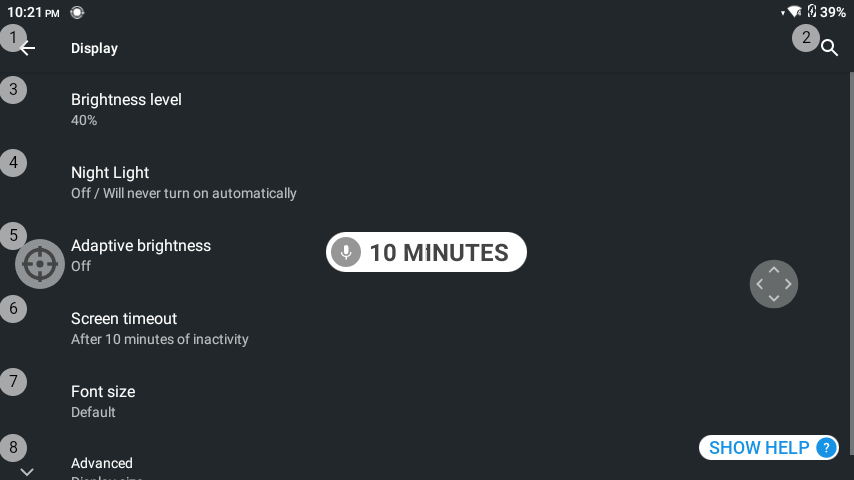 10:21 PM 39%
1 Display 2
3 Brightness level
40%
4 Night Light
Off / Will never turn on automatically
5 Adaptive brightness
Off
10 MINUTES
6 Screen timeout
After 10 minutes of inactivity
7 Font size
Default
SHOW HELP ?
8 Advanced
Display size